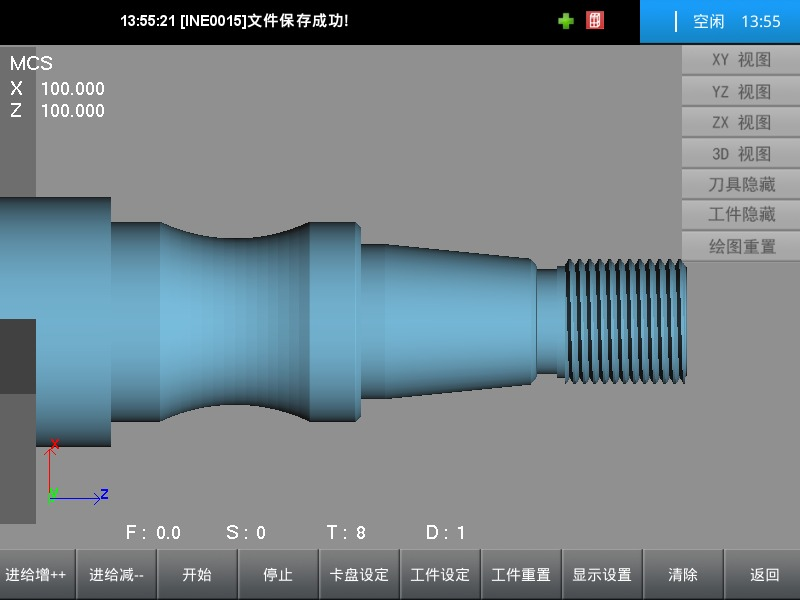 13:55:21 [INE0015]文件保存成功!
空闲 13:55
MCS
X 100.000
Z 100.000
XY 视图
YZ 视图
ZX 视图
3D 视图
刀具隐藏
工件隐藏
绘图重置
X
Z
F: 0.0 S: 0 T: 8 D: 1
进给增++ 进给减-- 开始 停止 卡盘设定 工件设定 工件重置 显示设置 清除 返回